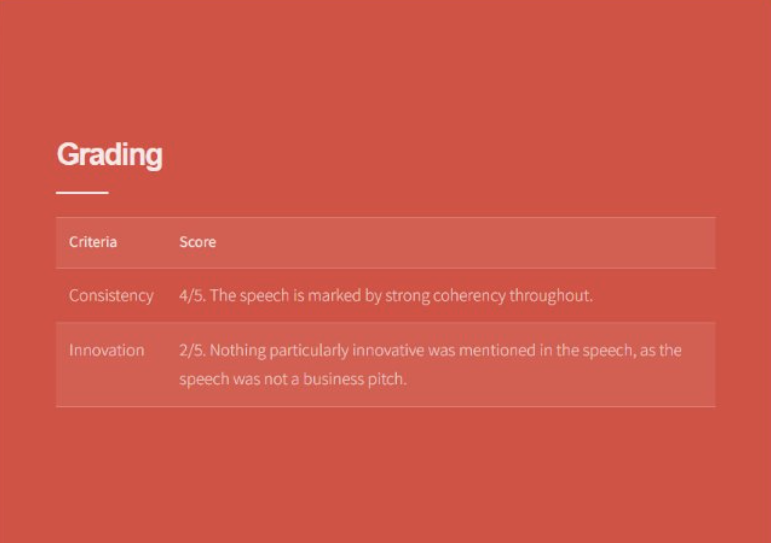 Grading
Criteria Score
Consistency 4/5. The speech is marked by strong coherency throughout.
Innovation 2/5. Nothing particularly innovative was mentioned in the speech, as the
speech was not a business pitch.